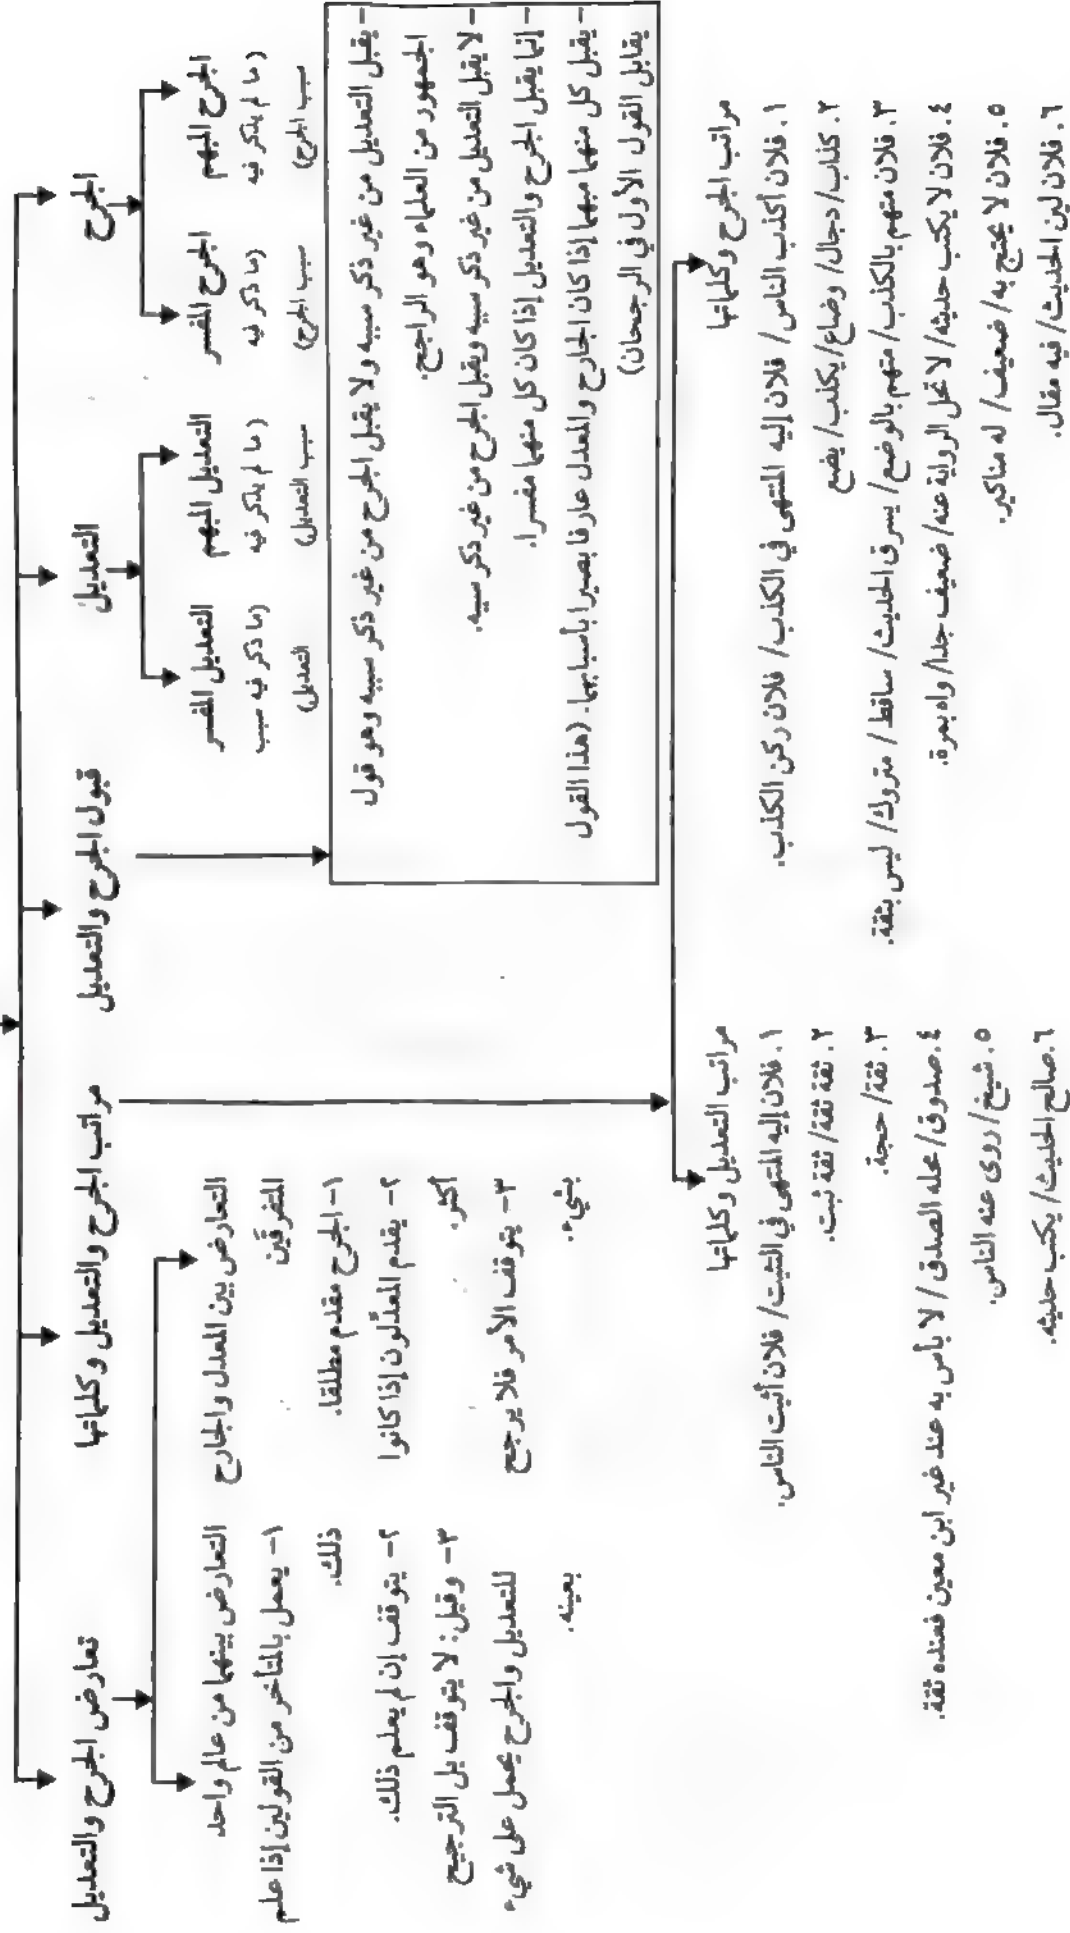 الجرح
التعديل
قبول الجرح والتعديل
مراتب الجرح والتعديل وكلماتها
تعارض الجرح والتعديل
الجرح المبهم
(ما لم يذكر فيه
سبب الجرح)
الجرح المفسر
(ما ذكر فيه
سبب الجرح)
التعديل المبهم
(ما لم يذكر فيه
سبب التعديل)
التعديل المفسر
(ما ذكر فيه سبب
التعديل)
- يقبل التعديل من غير ذكر سببه ولا يقبل الجرح من غير ذكر سببه وهو قول
الجمهور من العلماء وهو الراجح.
- لا يقبل التعديل من غير ذكر سببه ويقبل الجرح من غير ذكر سببه.
- إنما يقبل الجرح والتعديل إذا كان كل منهما مفسرا.
- يقبل كل منهما مبهما إذا كان الجارح والمعدل عارفا بصيرا بأسبابهما. (هذا القول
يقابل القول الأول في الرجحان)
التعارض بين المعدل والجارح
المتفرقين
١- الجرح مقدم مطلقا.
٢- يقدم المعدّلون إذا كانوا
أكثر.
٣- يتوقف الأمر فلا يرجح
بشيء.
التعارض بينهما من عالم واحد
١- يعمل بالمتأخر من القولين إذا علم
ذلك.
٢- يتوقف إن لم يعلم ذلك.
٣- وقيل: لا يتوقف بل الترجيح
للتعديل والجرح يحمل على شيء
بعينه.
مراتب الجرح وكلماتها
١. فلان أكذب الناس/ فلان إليه المنتهى في الكذب/ فلان ركن الكذب.
٢. كذاب/ دجال/ وضاع/ يكذب/ يضع
٣. فلان متهم بالكذب/ متهم بالوضع/ يسرق الحديث/ ساقط/ متروك/ ليس بثقة.
٤. فلان لا يكتب حديثه/ لا تحل الرواية عنه/ ضعيف جدا/ واه بمرة.
٥. فلان لا يحتج به/ ضعيف/ له مناكير.
٦. فلان لين الحديث/ فيه مقال.
مراتب التعديل وكلماتها
١. فلان إليه المنتهى في التثبت/ فلان أثبت الناس.
٢. ثقة ثقة/ ثقة ثبت.
٣. ثقة/ حجة.
٤. صدوق/ محله الصدق/ لا بأس به عند غير ابن معين فعنده ثقة.
٥. شيخ/ روى عنه الناس.
٦. صالح الحديث/ يكتب حديثه.